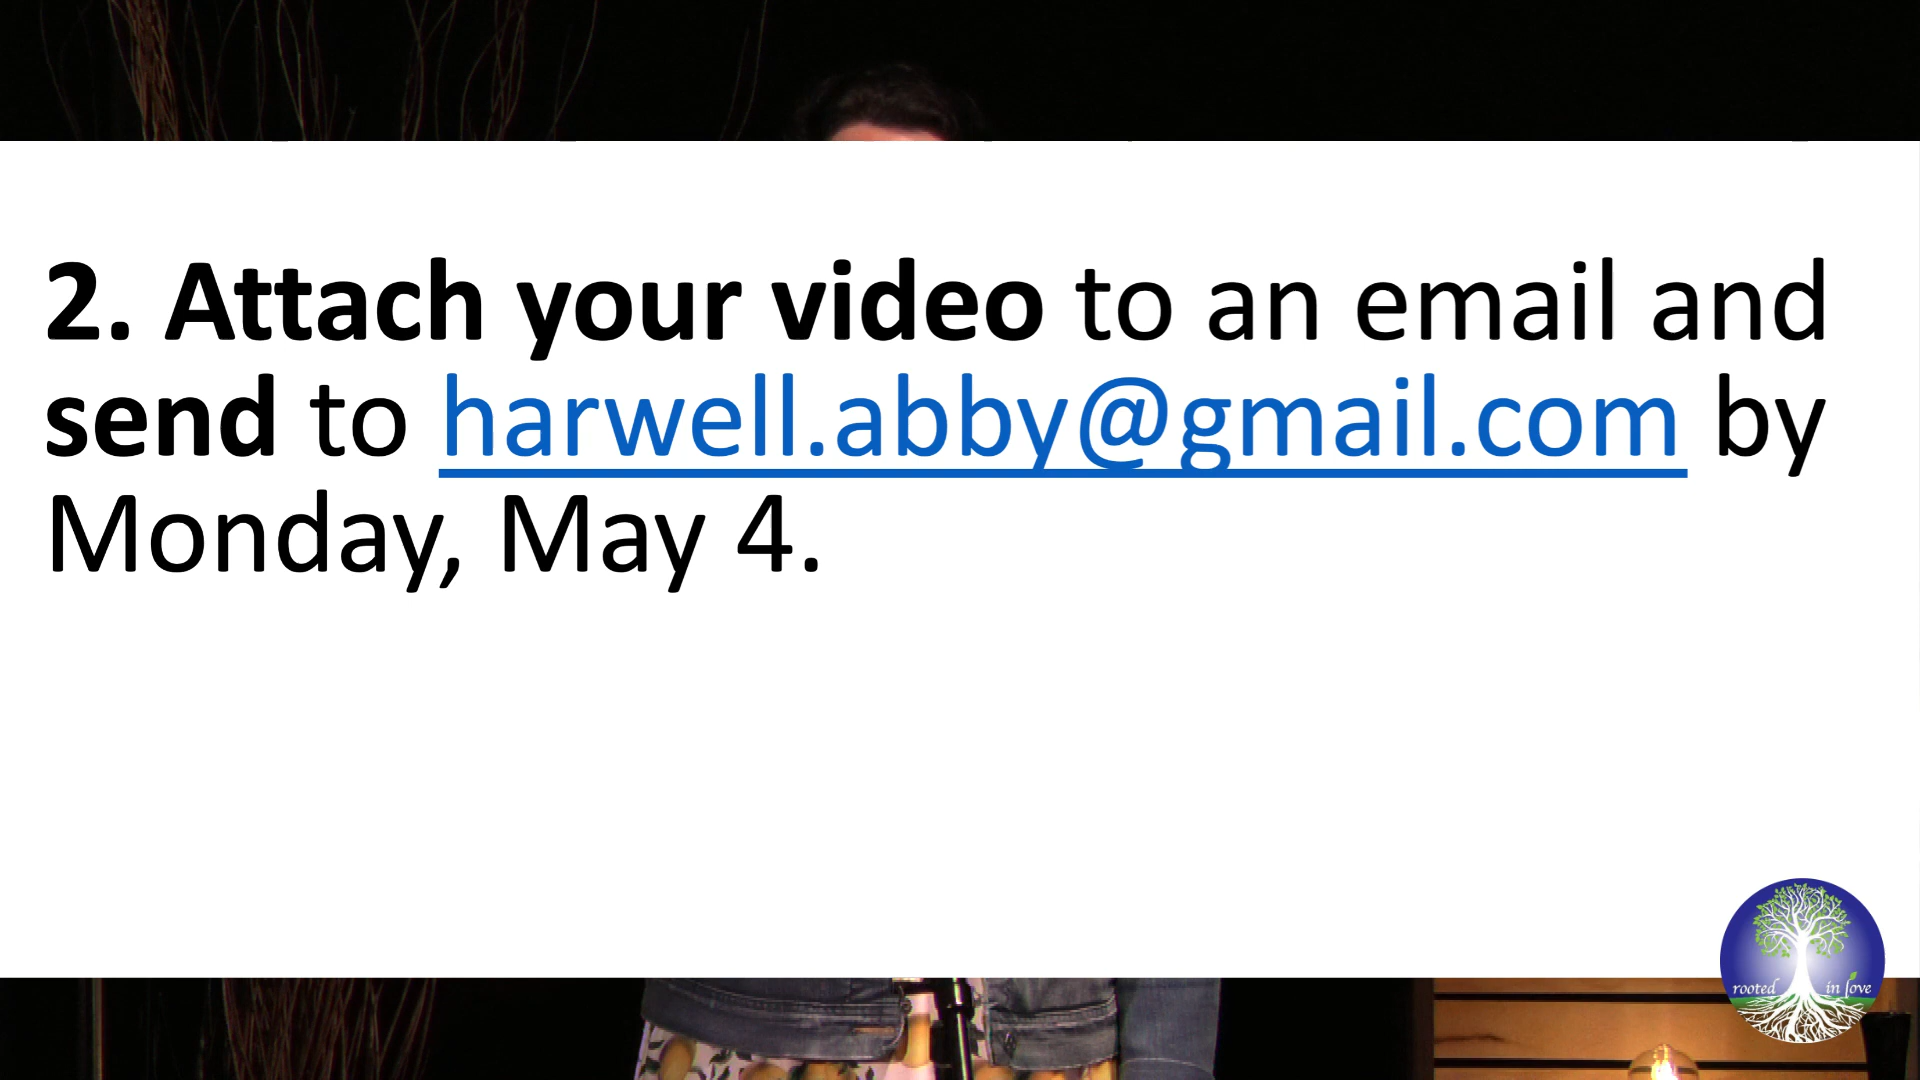 2. Attach your video to an email and
send to harwell.abby@gmail.com by
Monday, May 4.
rooted in love